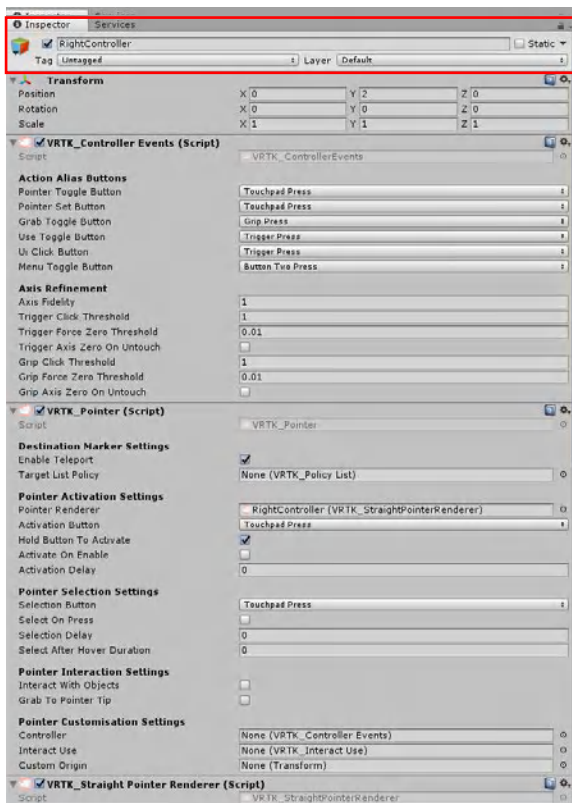 Inspector Services
RightController Static
Tag Untagged Layer Default
Transform
Position X 0 Y 2 Z 0
Rotation X 0 Y 0 Z 0
Scale X 1 Y 1 Z 1
VRTK_Controller Events (Script)
Script VRTK_ControllerEvents
Action Alias Buttons
Pointer Toggle Button Touchpad Press
Pointer Set Button Touchpad Press
Grab Toggle Button Grip Press
Use Toggle Button Trigger Press
Ui Click Button Trigger Press
Menu Toggle Button Button Two Press
Axis Refinement
Axis Fidelity 1
Trigger Click Threshold 1
Trigger Force Zero Threshold 0.01
Trigger Axis Zero On Untouch
Grip Click Threshold 1
Grip Force Zero Threshold 0.01
Grip Axis Zero On Untouch
VRTK_Pointer (Script)
Script VRTK_Pointer
Destination Marker Settings
Enable Teleport
Target List Policy None (VRTK_Policy List)
Pointer Activation Settings
Pointer Renderer RightController (VRTK_StraightPointerRenderer)
Activation Button Touchpad Press
Hold Button To Activate
Activate On Enable
Activation Delay 0
Pointer Selection Settings
Selection Button Touchpad Press
Select On Press
Selection Delay 0
Select After Hover Duration 0
Pointer Interaction Settings
Interact With Objects
Grab To Pointer Tip
Pointer Customisation Settings
Controller None (VRTK_Controller Events)
Interact Use None (VRTK_Interact Use)
Custom Origin None (Transform)
VRTK_Straight Pointer Renderer (Script)
Script VRTK_StraightPointerRenderer